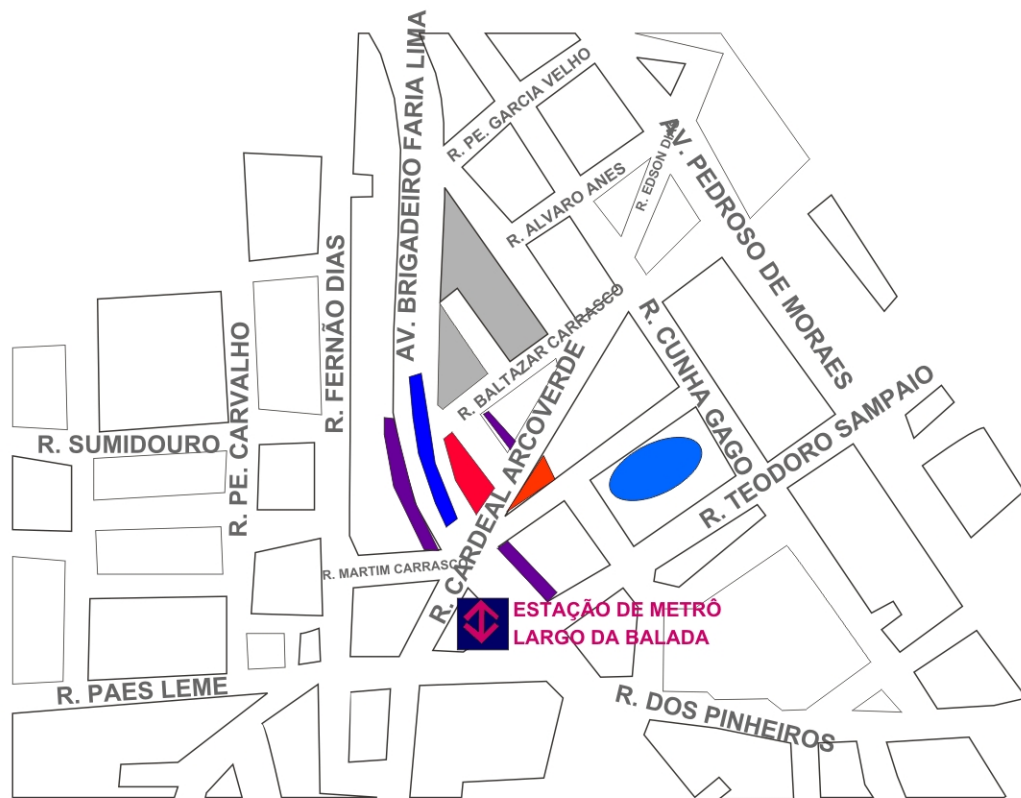 AV. BRIGADEIRO FARIA LIMA
R. PE. GARCIA VELHO
R. EDSON DIAS
AV. PEDROSO DE MORAES
R. ALVARO ANES
R. FERNÃO DIAS
R. BALTAZAR CARRASCO
R. CUNHA GAGO
R. PE. CARVALHO
R. CARDEAL ARCOVERDE
R. TEODORO SAMPAIO
R. SUMIDOURO
R. MARTIM CARRASCO
ESTAÇÃO DE METRÔ
LARGO DA BALADA
R. PAES LEME
R. DOS PINHEIROS